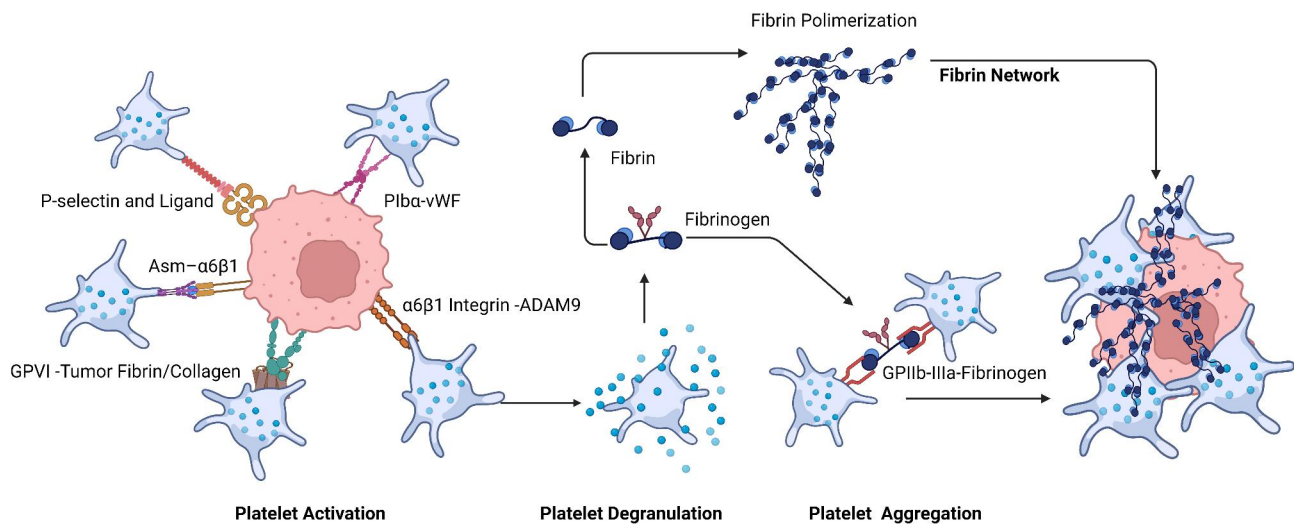 Fibrin Polimerization
Fibrin Network
Fibrin
P-selectin and Ligand
PIbα-vWF
Fibrinogen
Asm–α6β1
α6β1 Integrin -ADAM9
GPVI -Tumor Fibrin/Collagen
GPIIb-IIIa-Fibrinogen
Platelet Activation
Platelet Degranulation
Platelet  Aggregation